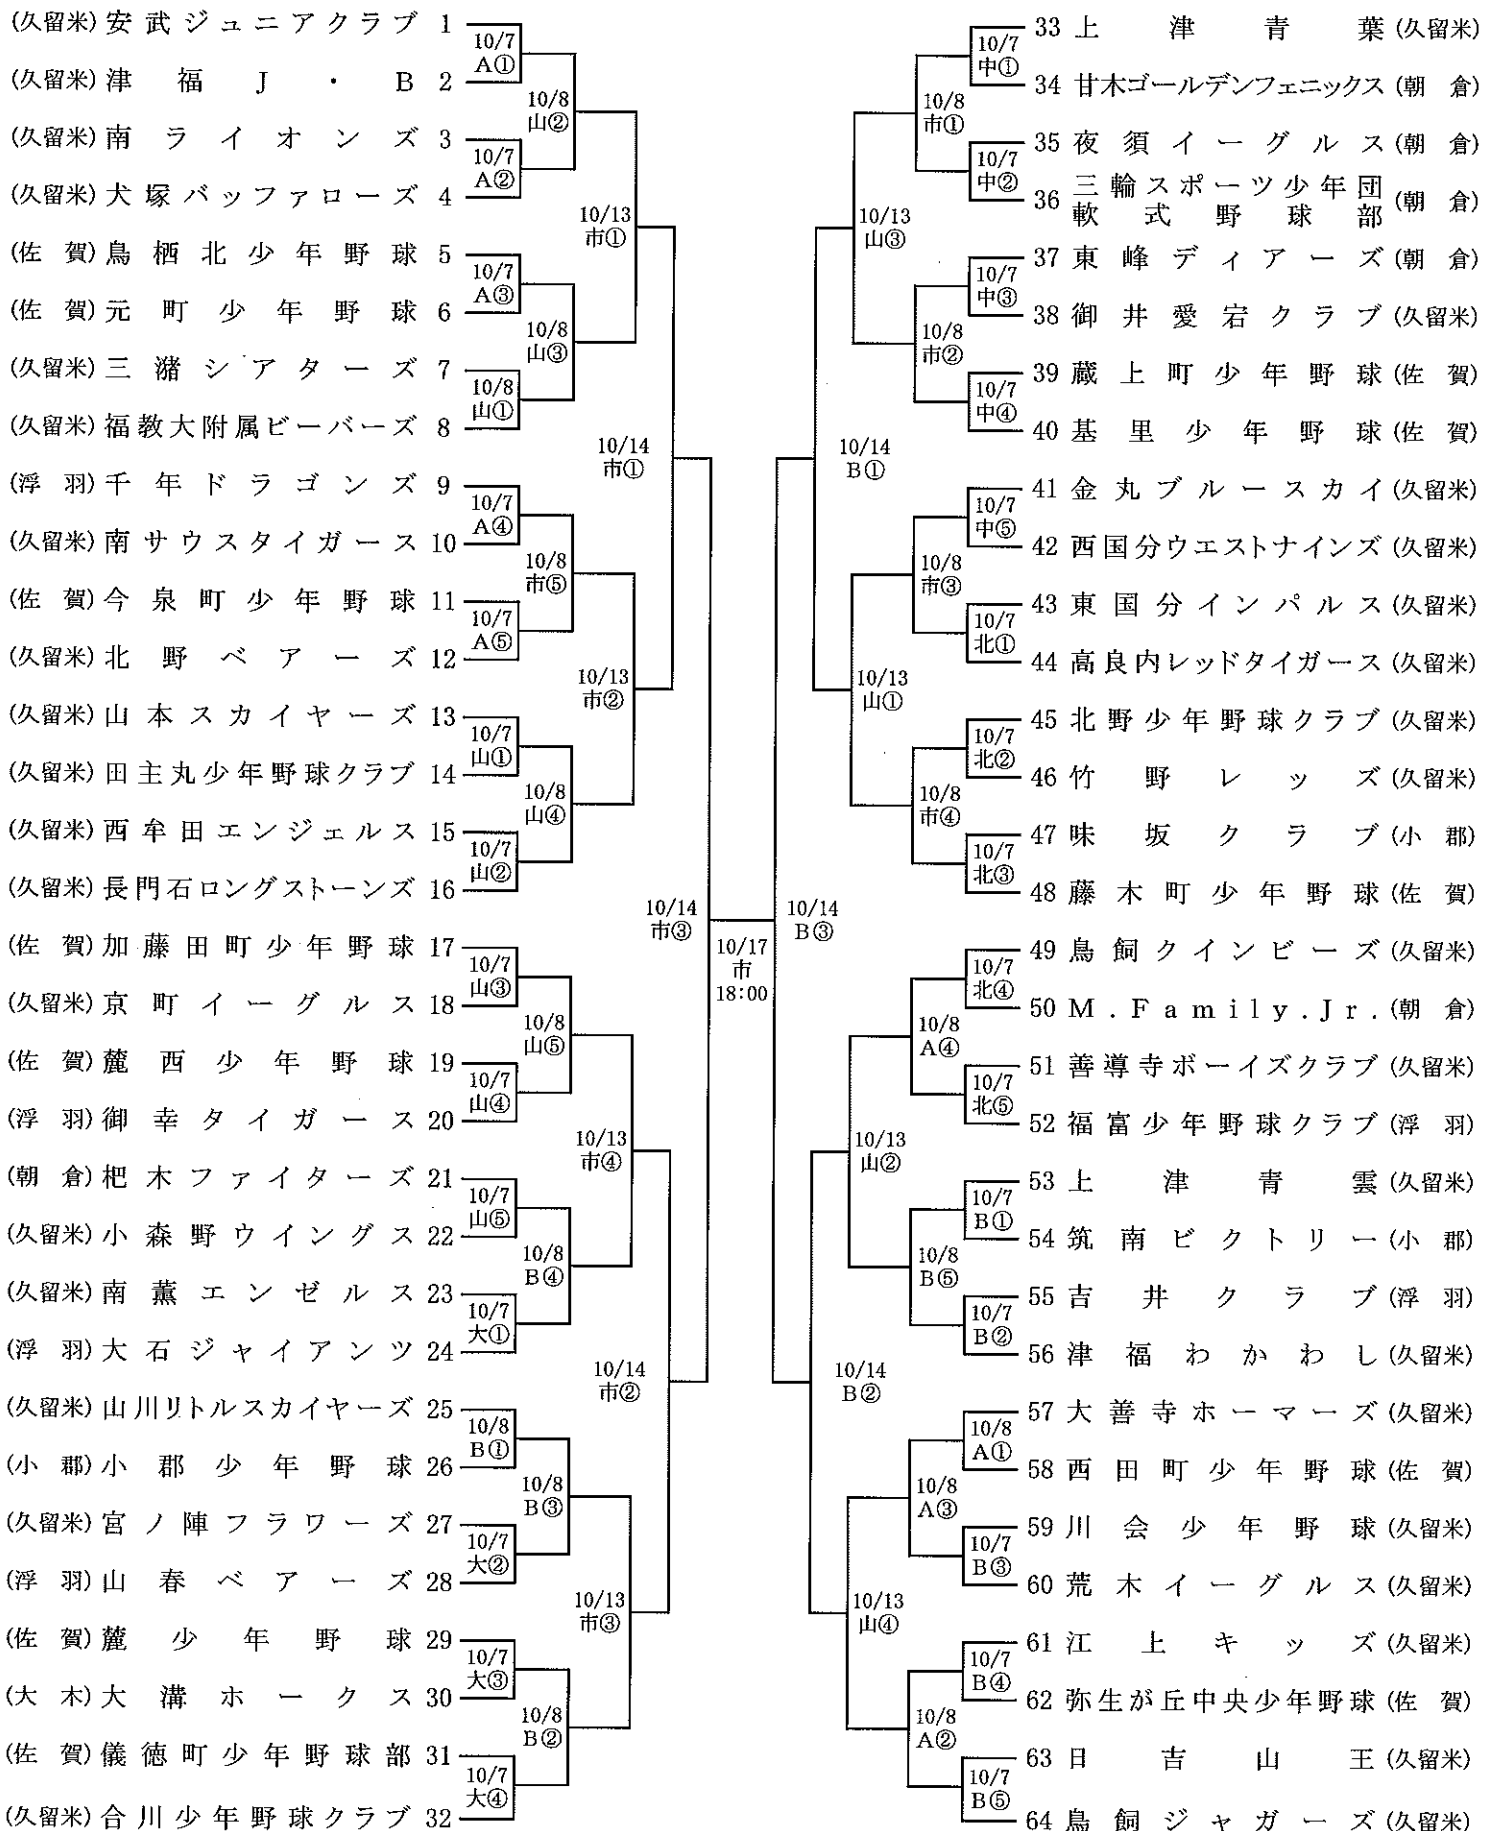 (久留米) 安武ジュニアクラブ 1
(久留米) 津福J・B 2
(久留米) 南ライオンズ 3
(久留米) 犬塚バッファローズ 4
(佐賀) 鳥栖北少年野球 5
(佐賀) 元町少年野球 6
(久留米) 三潴シアターズ 7
(久留米) 福教大附属ビーバーズ 8
(浮羽) 千年ドラゴンズ 9
(久留米) 南サウスタイガース 10
(佐賀) 今泉町少年野球 11
(久留米) 北野ベアーズ 12
(久留米) 山本スカイヤーズ 13
(久留米) 田主丸少年野球クラブ 14
(久留米) 西牟田エンジェルス 15
(久留米) 長門石ロングストーンズ 16
(佐賀) 加藤田町少年野球 17
(久留米) 京町イーグルス 18
(佐賀) 麓西少年野球 19
(浮羽) 御幸タイガース 20
(朝倉) 杷木ファイターズ 21
(久留米) 小森野ウイングス 22
(久留米) 南薫エンゼルス 23
(浮羽) 大石ジャイアンツ 24
(久留米) 山川リトルスカイヤーズ 25
(小郡) 小郡少年野球 26
(久留米) 宮ノ陣フラワーズ 27
(浮羽) 山春ベアーズ 28
(佐賀) 麓少年野球 29
(大木) 大溝ホークス 30
(佐賀) 儀徳町少年野球部 31
(久留米) 合川少年野球クラブ 32
10/7
A①
10/7
A②
10/7
A③
10/8
山①
10/7
A④
10/7
A⑤
10/7
山①
10/7
山②
10/7
山③
10/7
山④
10/7
山⑤
10/7
大①
10/8
B①
10/7
大②
10/7
大③
10/7
大④
10/8
山②
10/8
山③
10/8
市⑤
10/8
山④
10/8
山⑤
10/8
B④
10/8
B③
10/8
B②
10/13
市①
10/13
市②
10/13
市④
10/13
市③
10/14
市①
10/14
市②
10/14
市③
10/17
市
18:00
10/14
B③
10/14
B①
10/14
B②
10/13
山③
10/13
山①
10/13
山②
10/13
山④
10/8
市①
10/8
市②
10/8
市③
10/8
市④
10/8
A④
10/8
B⑤
10/8
A③
10/8
A②
10/7
中①
10/7
中②
10/7
中③
10/7
中④
10/7
中⑤
10/7
北①
10/7
北②
10/7
北③
10/7
北④
10/7
北⑤
10/7
B①
10/7
B②
10/8
A①
10/7
B③
10/7
B④
10/7
B⑤
33 上津青葉 (久留米)
34 甘木ゴールデンフェニックス (朝倉)
35 夜須イーグルス (朝倉)
36 三輪スポーツ少年団
軟式野球部 (朝倉)
37 東峰ディアーズ (朝倉)
38 御井愛宕クラブ (久留米)
39 蔵上町少年野球 (佐賀)
40 基里少年野球 (佐賀)
41 金丸ブルースカイ (久留米)
42 西国分ウエストナインズ (久留米)
43 東国分インパルス (久留米)
44 高良内レッドタイガース (久留米)
45 北野少年野球クラブ (久留米)
46 竹野レッズ (久留米)
47 味坂クラブ (小郡)
48 藤木町少年野球 (佐賀)
49 鳥飼クインビーズ (久留米)
50 M.Family.Jr. (朝倉)
51 善導寺ボーイズクラブ (久留米)
52 福富少年野球クラブ (浮羽)
53 上津青雲 (久留米)
54 筑南ビクトリー (小郡)
55 吉井クラブ (浮羽)
56 津福わかわし (久留米)
57 大善寺ホーマーズ (久留米)
58 西田町少年野球 (佐賀)
59 川会少年野球 (久留米)
60 荒木イーグルス (久留米)
61 江上キッズ (久留米)
62 弥生が丘中央少年野球 (佐賀)
63 日吉山王 (久留米)
64 鳥飼ジャガーズ (久留米)